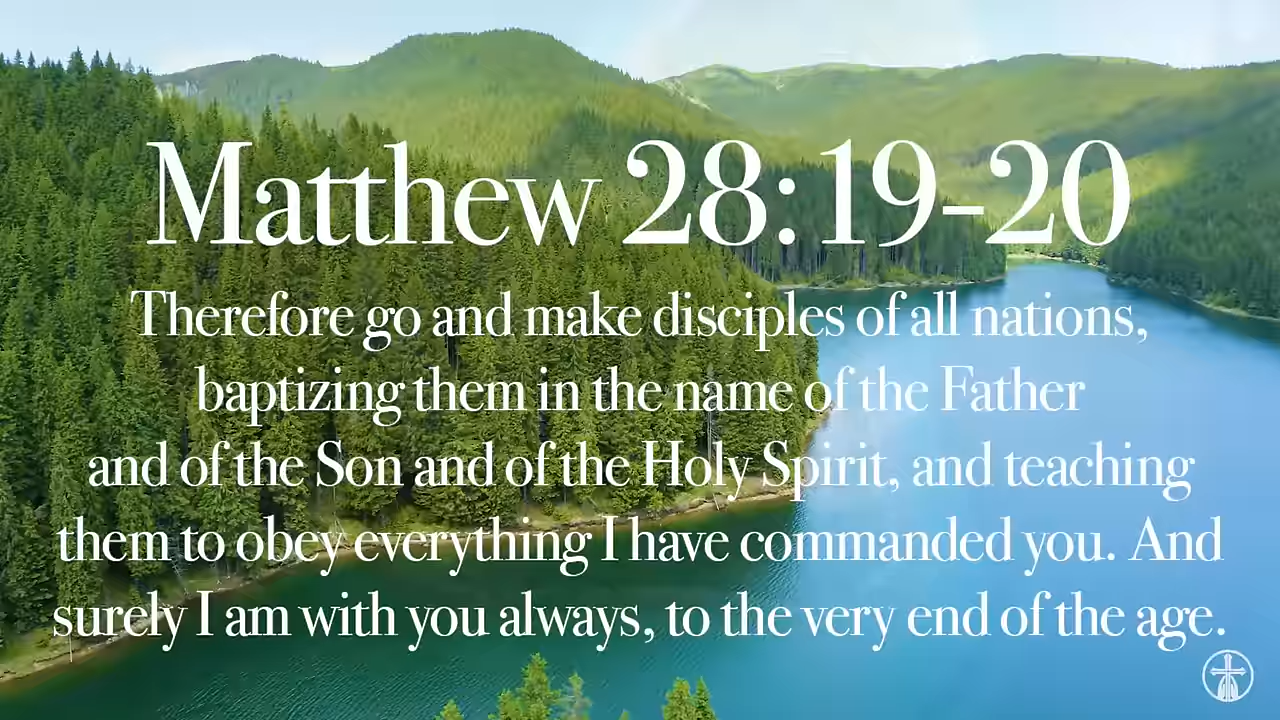 Matthew 28:19-20
Therefore go and make disciples of all nations,
baptizing them in the name of the Father
and of the Son and of the Holy Spirit, and teaching
them to obey everything I have commanded you. And
surely I am with you always, to the very end of the age.